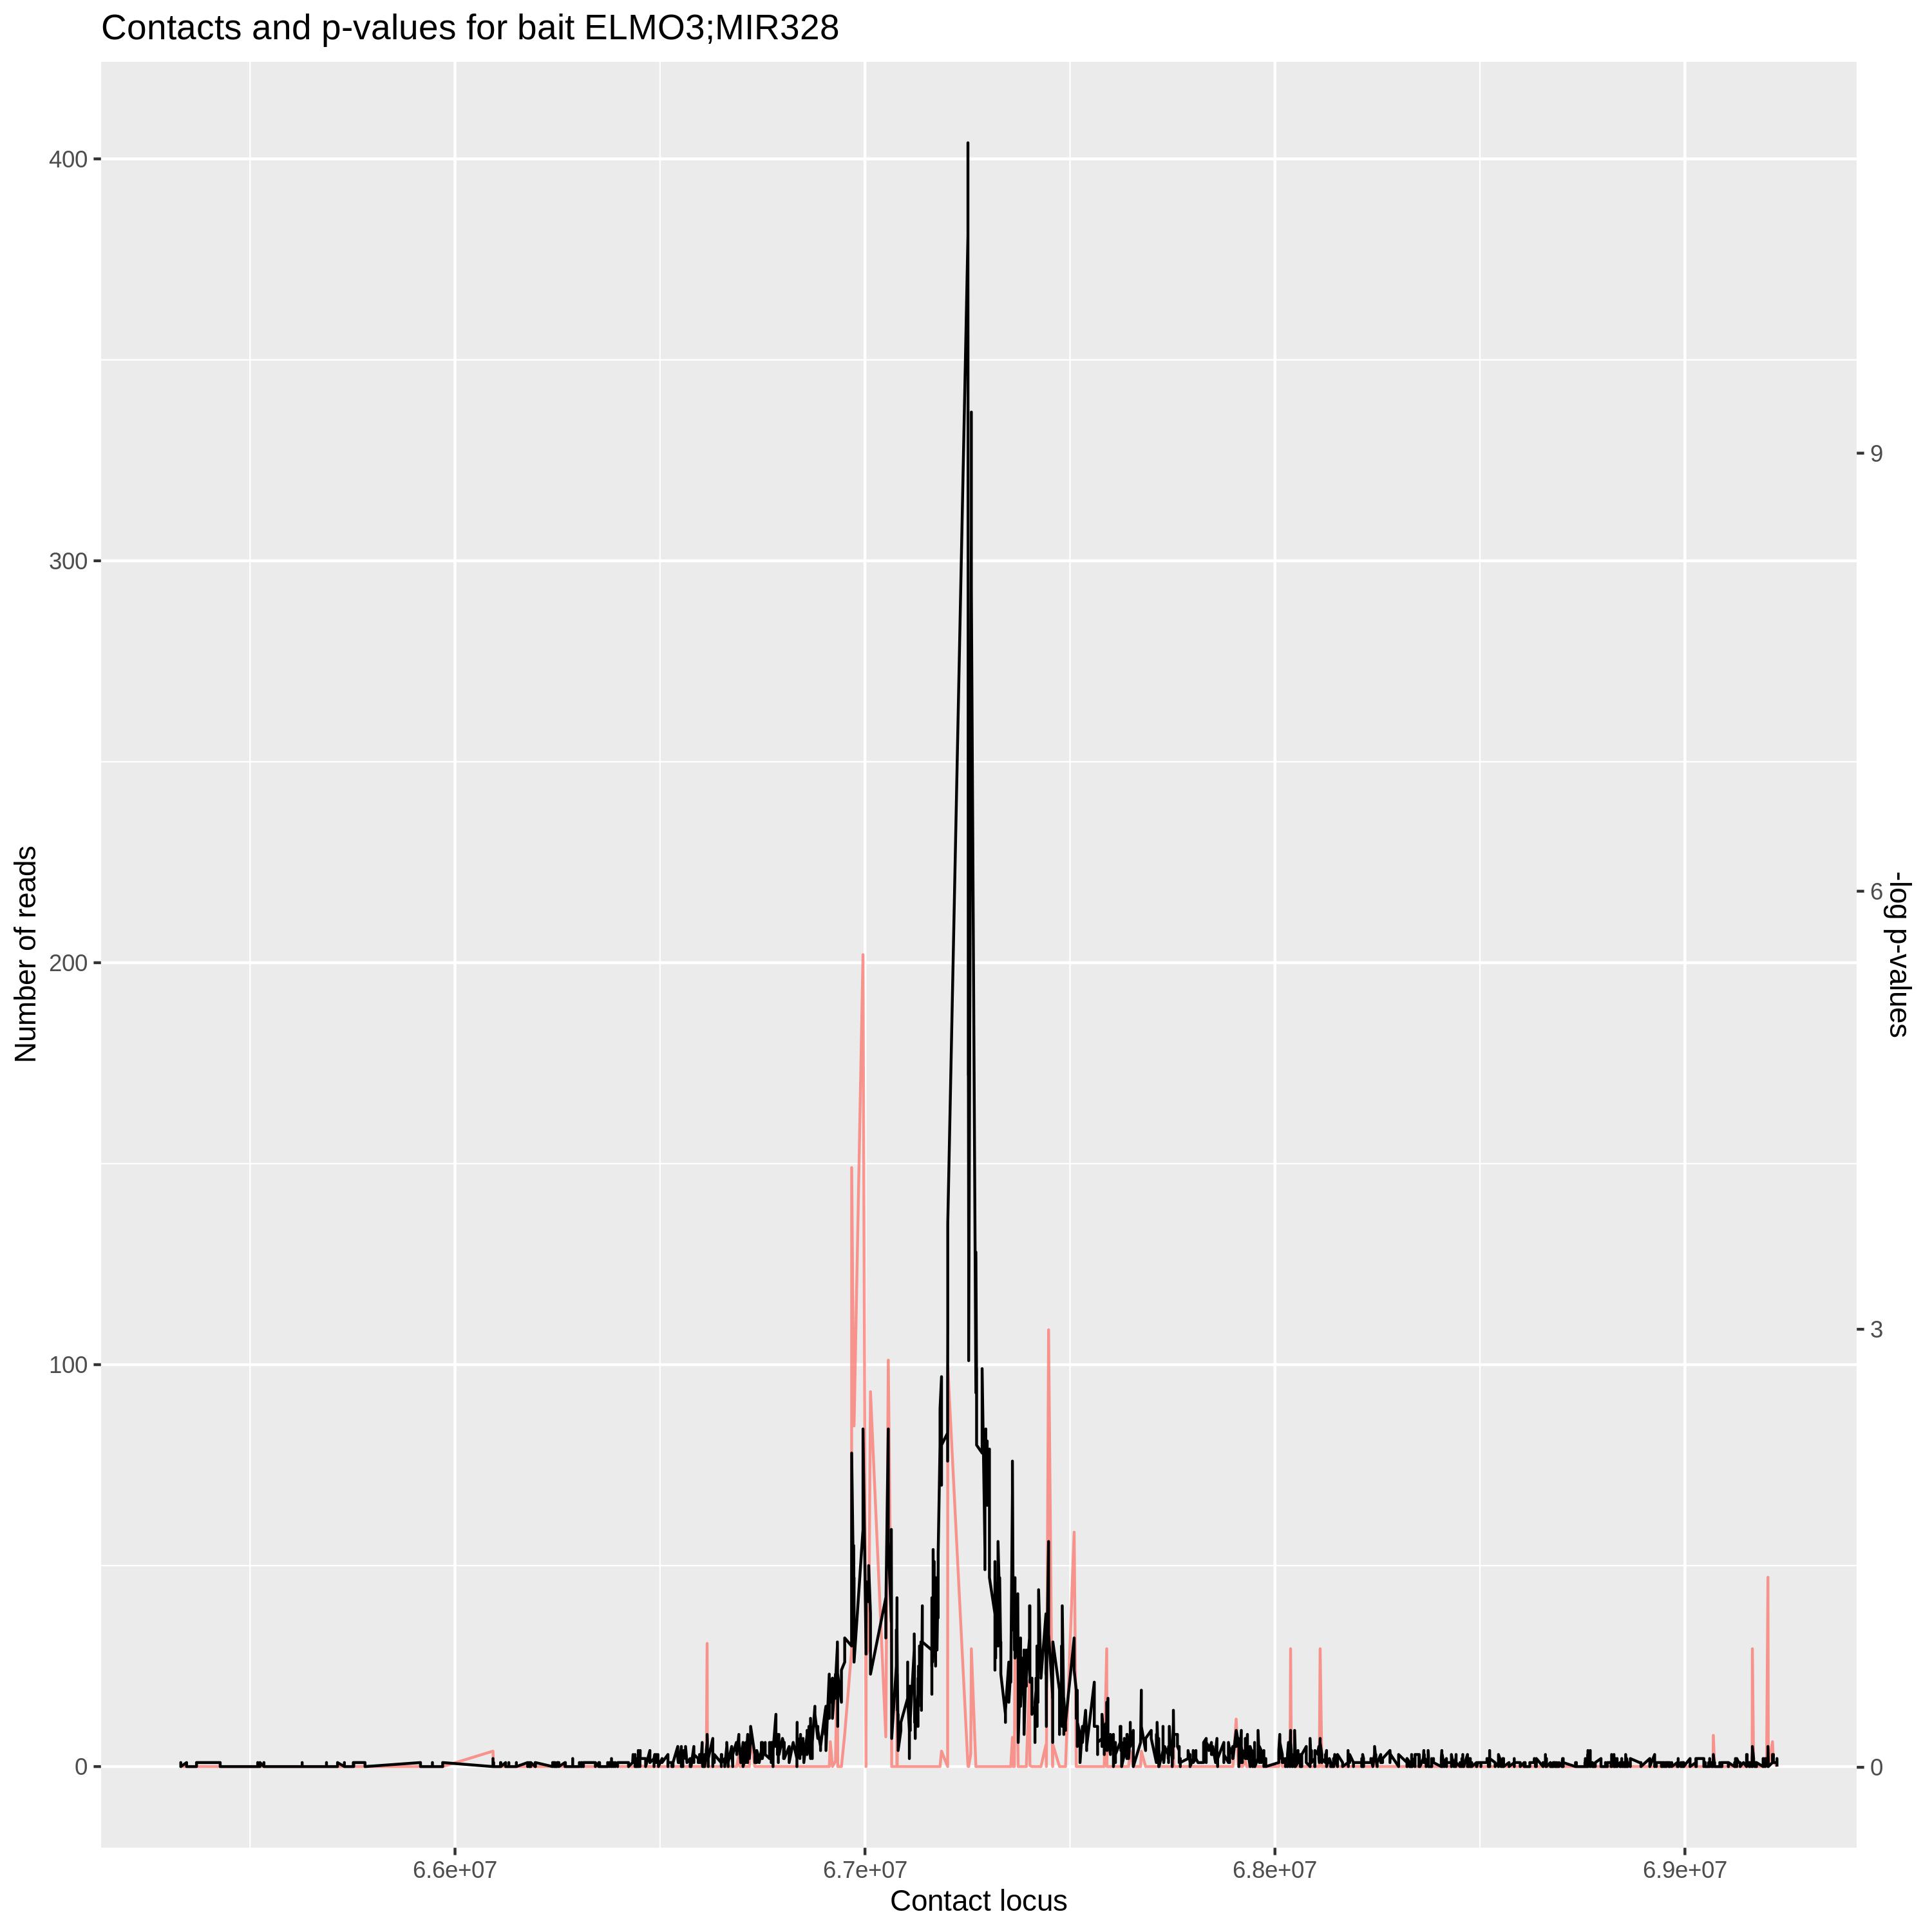 Contacts and p-values for bait ELMO3;MIR328
400
300
200
100
0
Number of reads
9
6
3
0
-log p-values
6.6e+07
6.7e+07
6.8e+07
6.9e+07
Contact locus